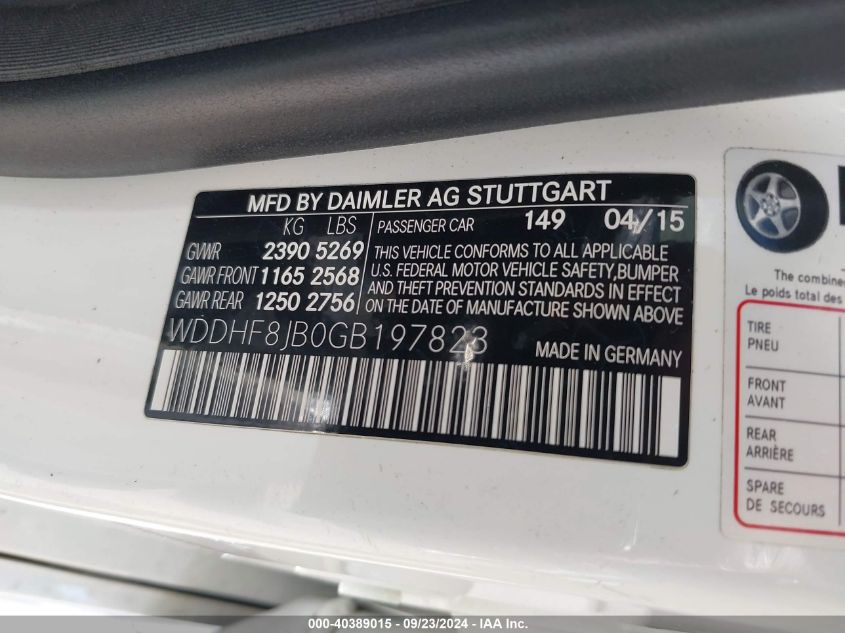 MFD BY DAIMLER AG STUTTGART
KG LBS PASSENGER CAR 149 04/15
GVWR 2390 5269
GAWR FRONT 1165 2568
GAWR REAR 1250 2756
THIS VEHICLE CONFORMS TO ALL APPLICABLE
U.S. FEDERAL MOTOR VEHICLE SAFETY,BUMPER
AND THEFT PREVENTION STANDARDS IN EFFECT
ON THE DATE OF MANUFACTURE SHOWN ABOVE
WDDHF8JB0GB197823 MADE IN GERMANY
The combine
Le poids total des
TIRE
PNEU
FRONT
AVANT
REAR
ARRIÈRE
SPARE
DE SECOURS
000-40389015 - 09/23/2024 - IAA Inc.